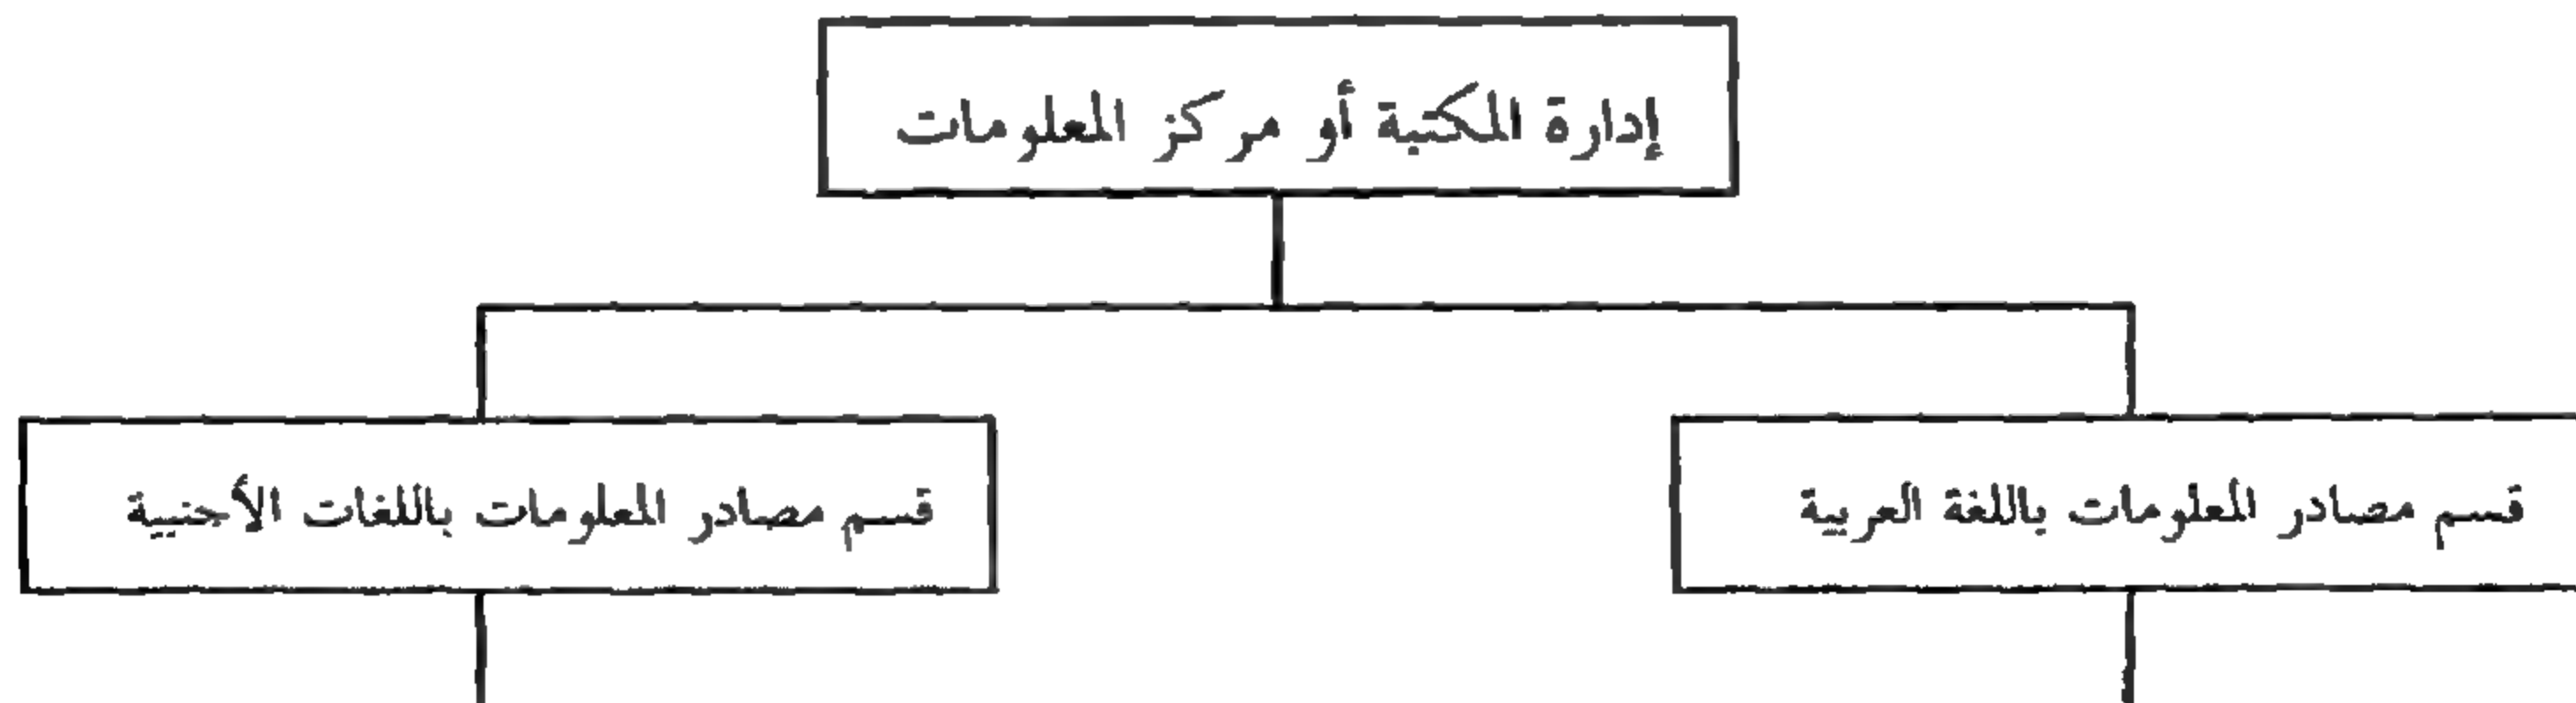 إدارة المكتبة أو مركز المعلومات
قسم مصادر المعلومات باللغة العربية
قسم مصادر المعلومات باللغات الأجنبية